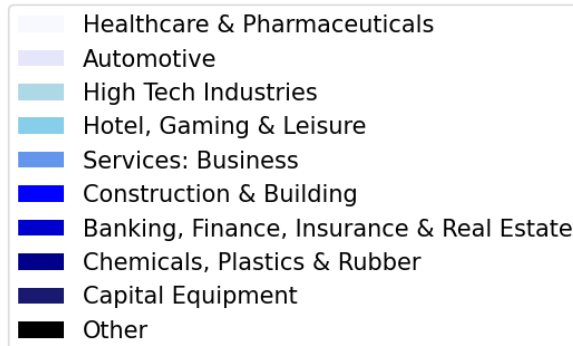 Healthcare & Pharmaceuticals
Automotive
High Tech Industries
Hotel, Gaming & Leisure
Services: Business
Construction & Building
Banking, Finance, Insurance & Real Estate
Chemicals, Plastics & Rubber
Capital Equipment
Other